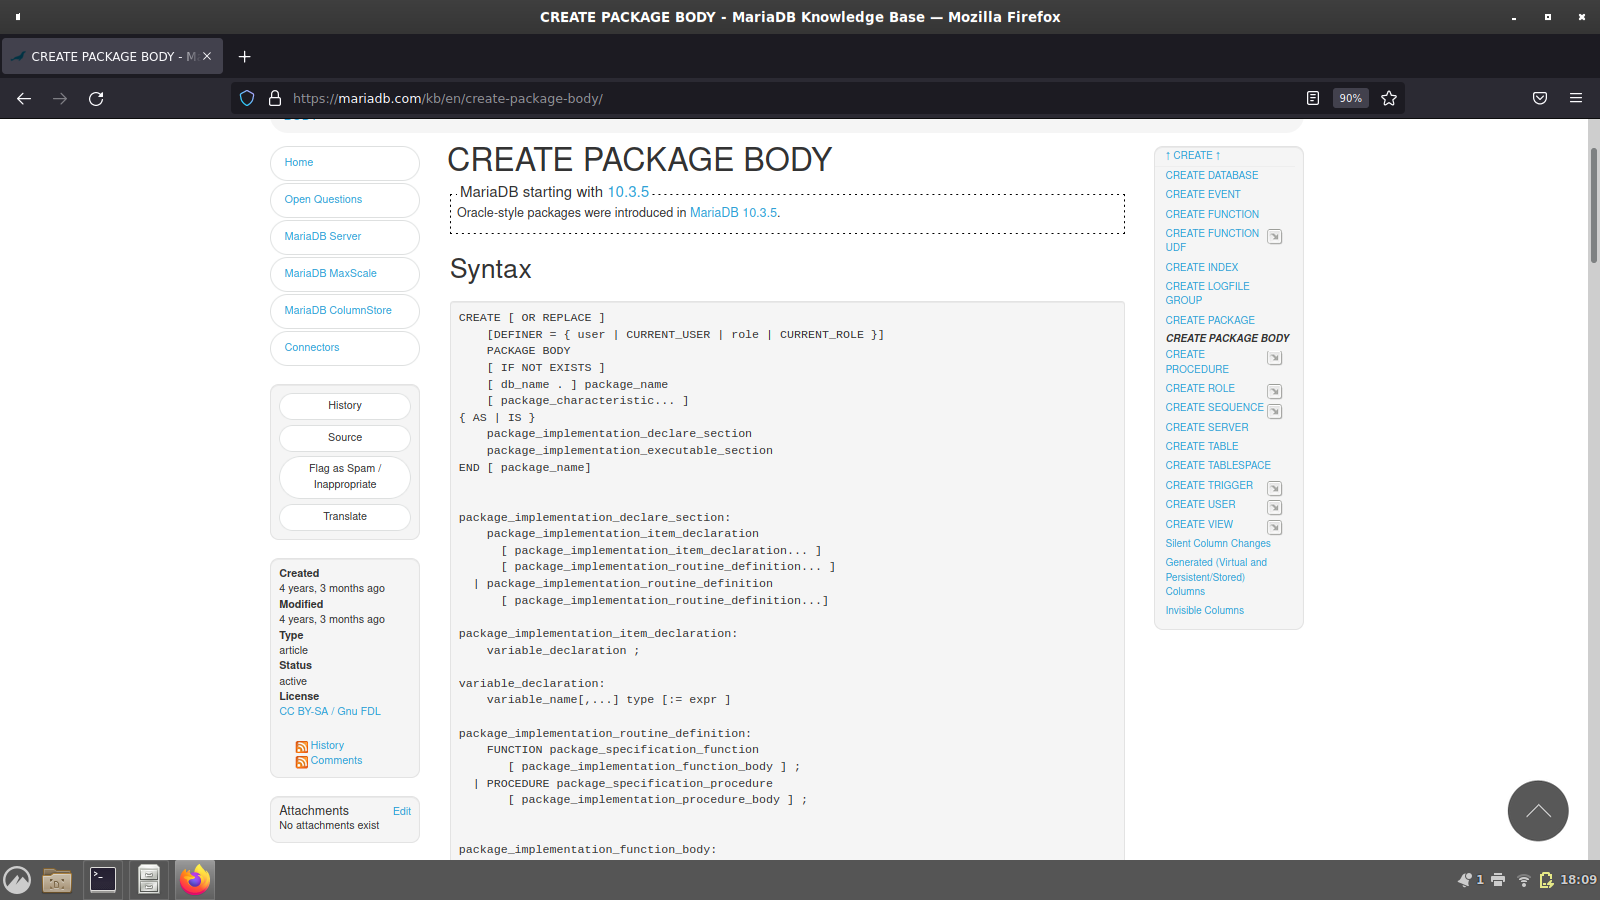 CREATE PACKAGE BODY - MariaDB Knowledge Base — Mozilla Firefox
CREATE PACKAGE BODY - M
https://mariadb.com/kb/en/create-package-body/
90%
Home
Open Questions
MariaDB Server
MariaDB MaxScale
MariaDB ColumnStore
Connectors
History
Source
Flag as Spam /
Inappropriate
Translate
Created
4 years, 3 months ago
Modified
4 years, 3 months ago
Type
article
Status
active
License
CC BY-SA / Gnu FDL
History
Comments
Attachments Edit
No attachments exist
CREATE PACKAGE BODY
MariaDB starting with 10.3.5
Oracle-style packages were introduced in MariaDB 10.3.5.
Syntax
CREATE [ OR REPLACE ]
    [DEFINER = { user | CURRENT_USER | role | CURRENT_ROLE }]
    PACKAGE BODY
    [ IF NOT EXISTS ]
    [ db_name . ] package_name
    [ package_characteristic... ]
{ AS | IS }
    package_implementation_declare_section
    package_implementation_executable_section
END [ package_name]
package_implementation_declare_section:
    package_implementation_item_declaration
      [ package_implementation_item_declaration... ]
      [ package_implementation_routine_definition... ]
  | package_implementation_routine_definition
      [ package_implementation_routine_definition...]
package_implementation_item_declaration:
    variable_declaration ;
variable_declaration:
    variable_name[,...] type [:= expr ]
package_implementation_routine_definition:
    FUNCTION package_specification_function
       [ package_implementation_function_body ] ;
  | PROCEDURE package_specification_procedure
       [ package_implementation_procedure_body ] ;
package_implementation_function_body:
↑ CREATE ↑
CREATE DATABASE
CREATE EVENT
CREATE FUNCTION
CREATE FUNCTION
UDF
CREATE INDEX
CREATE LOGFILE
GROUP
CREATE PACKAGE
CREATE PACKAGE BODY
CREATE
PROCEDURE
CREATE ROLE
CREATE SEQUENCE
CREATE SERVER
CREATE TABLE
CREATE TABLESPACE
CREATE TRIGGER
CREATE USER
CREATE VIEW
Silent Column Changes
Generated (Virtual and
Persistent/Stored)
Columns
Invisible Columns
1
18:09